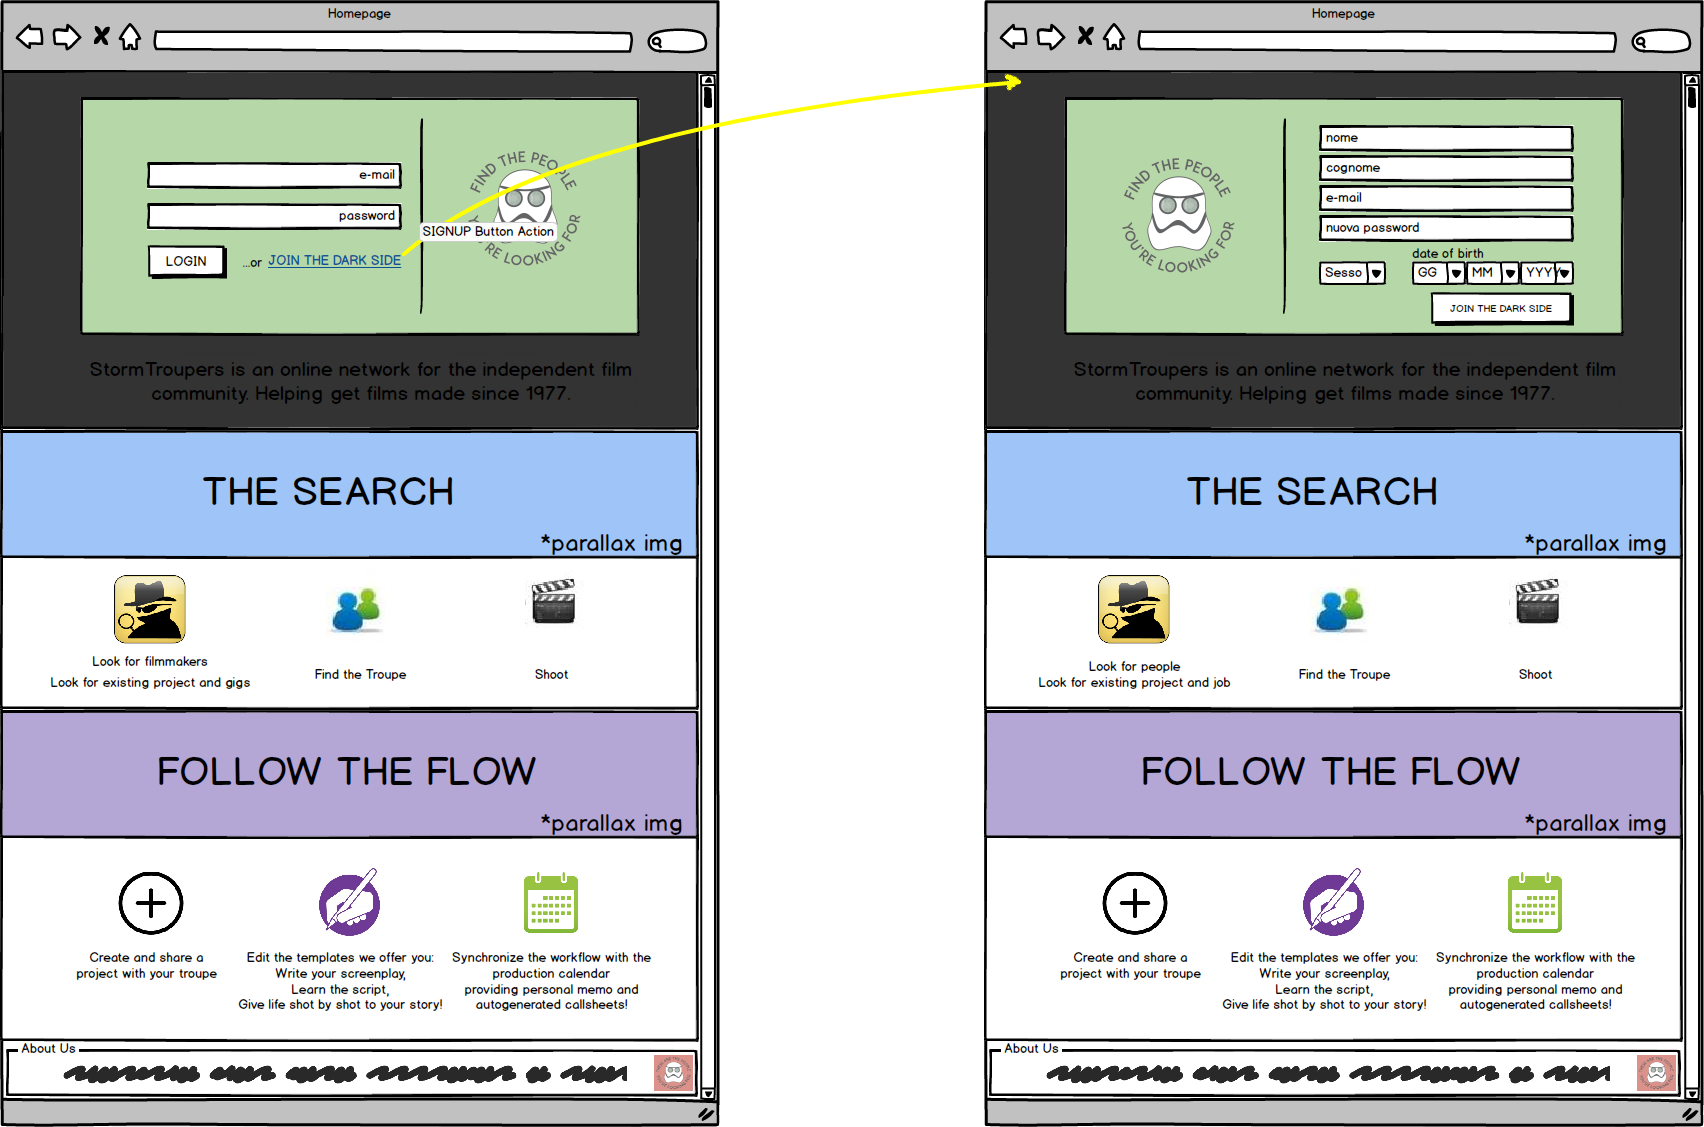 Homepage
e-mail
password
LOGIN
...or JOIN THE DARK SIDE
FIND THE PEOPLE
YOU'RE LOOKING FOR
SIGNUP Button Action
StormTroupers is an online network for the independent film
community. Helping get films made since 1977.
THE SEARCH
*parallax img
Look for filmmakers
Look for existing project and gigs
Find the Troupe
Shoot
FOLLOW THE FLOW
*parallax img
Create and share a
project with your troupe
Edit the templates we offer you:
Write your screenplay,
Learn the script,
Give life shot by shot to your story!
Synchronize the workflow with the
production calendar
providing personal memo and
autogenerated callsheets!
About Us
Homepage
FIND THE PEOPLE
YOU'RE LOOKING FOR
nome
cognome
e-mail
nuova password
date of birth
Sesso
GG
MM
YYYY
JOIN THE DARK SIDE
StormTroupers is an online network for the independent film
community. Helping get films made since 1977.
THE SEARCH
*parallax img
Look for people
Look for existing project and job
Find the Troupe
Shoot
FOLLOW THE FLOW
*parallax img
Create and share a
project with your troupe
Edit the templates we offer you:
Write your screenplay,
Learn the script,
Give life shot by shot to your story!
Synchronize the workflow with the
production calendar
providing personal memo and
autogenerated callsheets!
About Us